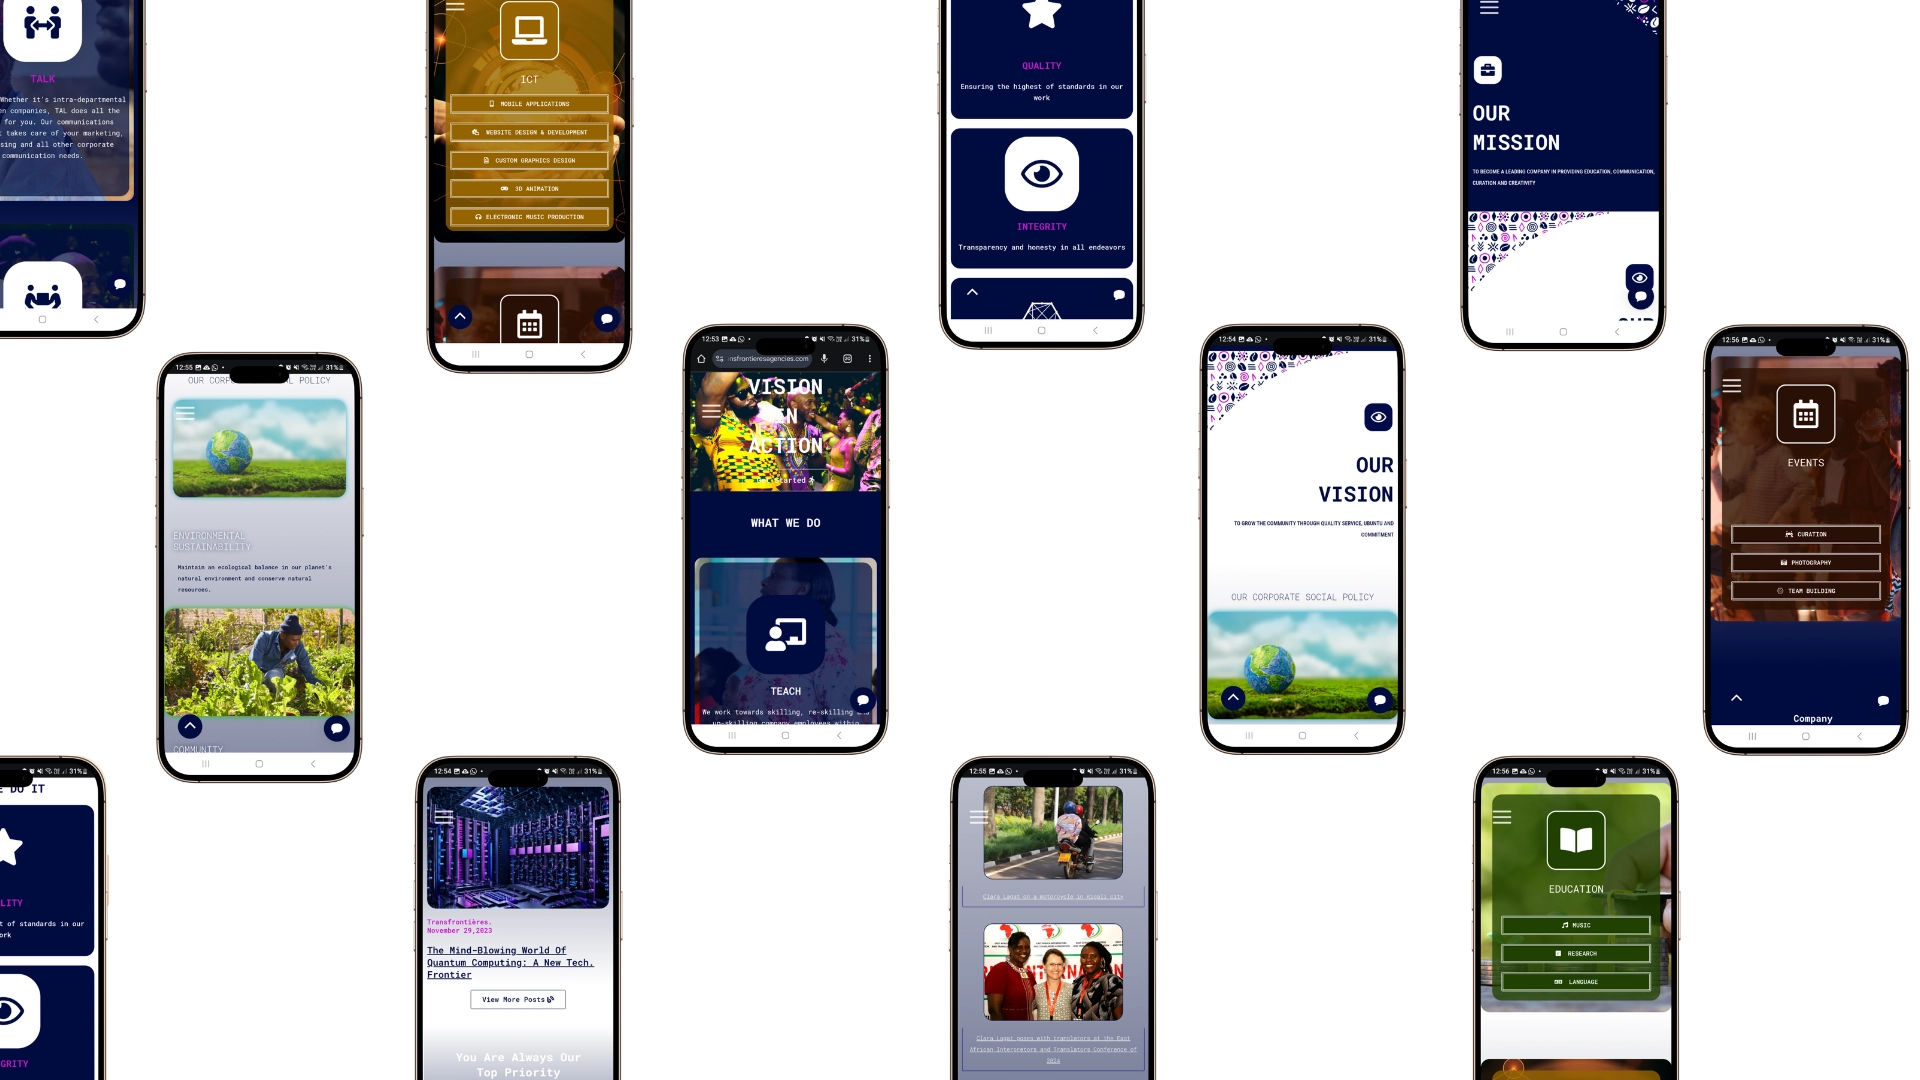 TALK
Whether it's intra-departmental
companies, TAL does all the
for you. Our communications
takes care of your marketing,
and all other corporate
communication needs.
ICT
MOBILE APPLICATIONS
WEBSITE DESIGN & DEVELOPMENT
CUSTOM GRAPHICS DESIGN
3D ANIMATION
ELECTRONIC MUSIC PRODUCTION
QUALITY
Ensuring the highest of standards in our
work
INTEGRITY
Transparency and honesty in all endeavors
OUR
MISSION
TO BECOME A LEADING COMPANY IN PROVIDING EDUCATION, COMMUNICATION,
CURATION AND CREATIVITY
12:55
31%
OUR POLICY
ENVIRONMENTAL
SUSTAINABILITY
Maintain an ecological balance in our planet's
natural environment and conserve natural
resources.
COMMUNITY
12:53
31%
nsfrontieresagencies.com
VISION
IN
ACTION
Get Started
WHAT WE DO
TEACH
We work towards skilling, re-skilling and
up-skilling company employees within
12:54
31%
OUR
VISION
TO GROW THE COMMUNITY THROUGH QUALITY SERVICE, UBUNTU AND
COMMITMENT
OUR CORPORATE SOCIAL POLICY
12:56
31%
EVENTS
CURATION
PHOTOGRAPHY
TEAM BUILDING
Company
31%
DO IT
LITY
t of standards in our
ork
GRITY
12:54
31%
Transfrontières.
November 29,2023
The Mind-Blowing World Of
Quantum Computing: A New Tech.
Frontier
View More Posts
You Are Always Our
Top Priority
12:55
31%
Clara Lagat on a motorcycle in Kigali city
Clara Lagat poses with translators at the East
African Interpretors and Translators Conference of
2024
12:56
31%
EDUCATION
MUSIC
RESEARCH
LANGUAGE